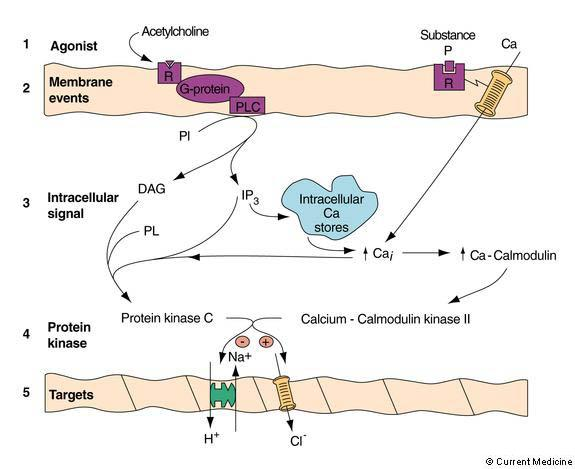 1 Agonist
Acetylcholine
Substance
P
Ca
2 Membrane
events
R
G-protein
PLC
R
PI
3 Intracellular
signal
DAG
IP3
PL
Intracellular
Ca
stores
Cai
Ca-Calmodulin
4 Protein
kinase
Protein kinase C
Calcium - Calmodulin kinase II
- +
Na+
5 Targets
H+
Cl-
© Current Medicine